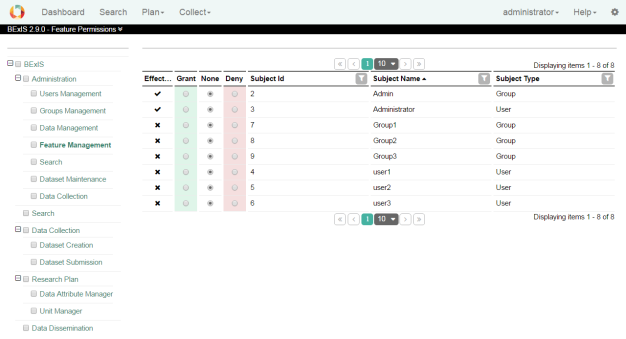 Dashboard Search Plan Collect administrator Help
BExIS 2.9.0 - Feature Permissions
BExIS
Administration
Users Management
Groups Management
Data Management
Feature Management
Search
Dataset Maintenance
Data Collection
Search
Data Collection
Dataset Creation
Dataset Submission
Research Plan
Data Attribute Manager
Unit Manager
Data Dissemination
1 10 Displaying items 1 - 8 of 8
Effect... Grant None Deny Subject Id Subject Name Subject Type
2 Admin Group
3 Administrator User
7 Group1 Group
8 Group2 Group
9 Group3 Group
4 user1 User
5 user2 User
6 user3 User
1 10 Displaying items 1 - 8 of 8